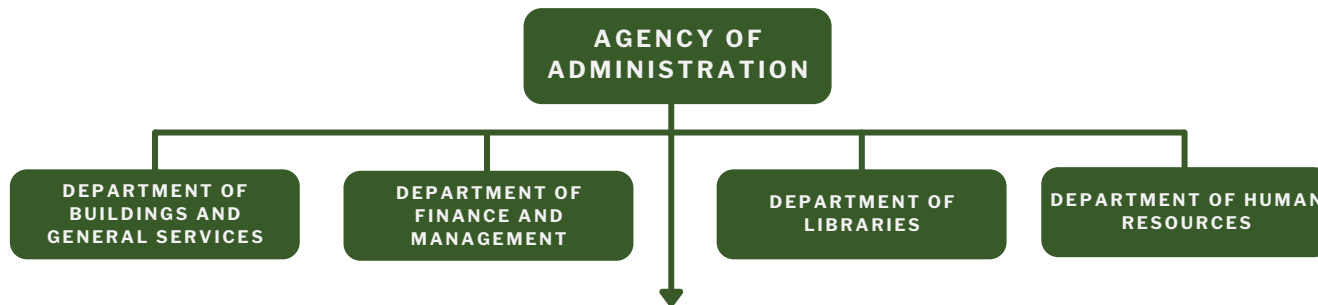 AGENCY OF
ADMINISTRATION
DEPARTMENT OF
BUILDINGS AND
GENERAL SERVICES
DEPARTMENT OF
FINANCE AND
MANAGEMENT
DEPARTMENT OF
LIBRARIES
DEPARTMENT OF HUMAN
RESOURCES